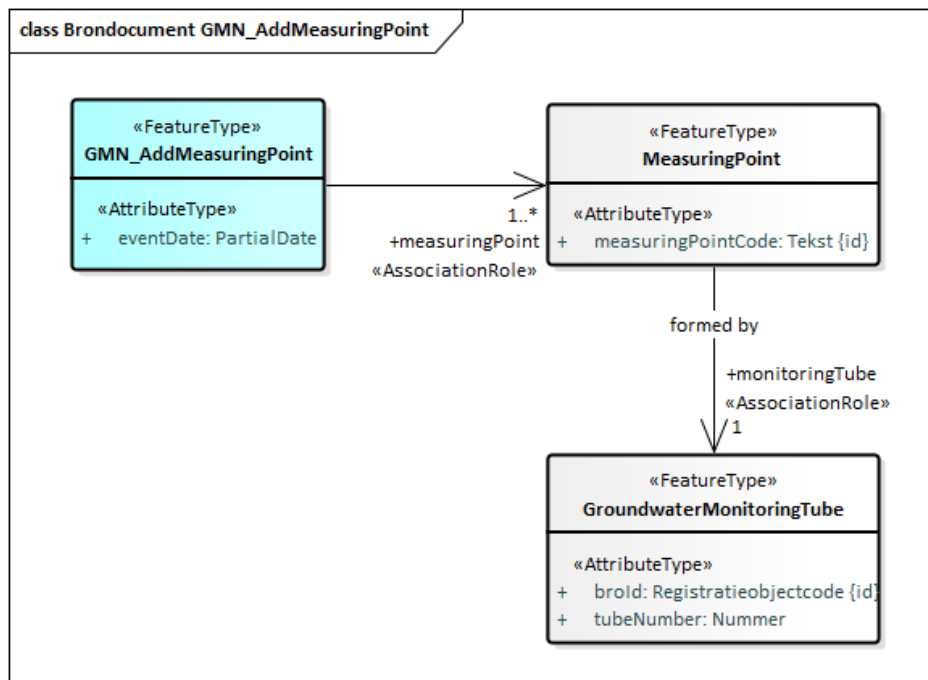 class Brondocument GMN_AddMeasuringPoint
«FeatureType»
GMN_AddMeasuringPoint
«AttributeType»
+ eventDate: PartialDate
1..*
+measuringPoint
«AssociationRole»
«FeatureType»
MeasuringPoint
«AttributeType»
+ measuringPointCode: Tekst {id}
formed by
+monitoringTube
«AssociationRole»
1
«FeatureType»
GroundwaterMonitoringTube
«AttributeType»
+ broId: Registratieobjectcode {id}
+ tubeNumber: Nummer